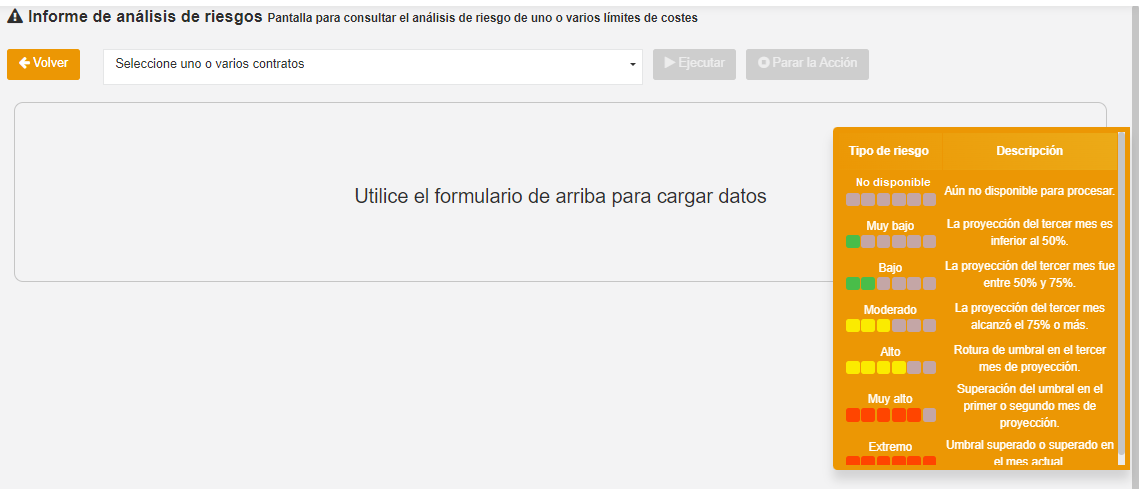 Informe de análisis de riesgos Pantalla para consultar el análisis de riesgo de uno o varios límites de costes
Volver
Seleccione uno o varios contratos
Ejecutar
Parar la Acción
Utilice el formulario de arriba para cargar datos
Tipo de riesgo
Descripción
No disponible
Aún no disponible para procesar.
Muy bajo
La proyección del tercer mes es
inferior al 50%.
Bajo
La proyección del tercer mes fue
entre 50% y 75%.
Moderado
La proyección del tercer mes
alcanzó el 75% o más.
Alto
Rotura de umbral en el tercer
mes de proyección.
Muy alto
Superación del umbral en el
primer o segundo mes de
proyección.
Extremo
Umbral superado o superado en
el mes actual